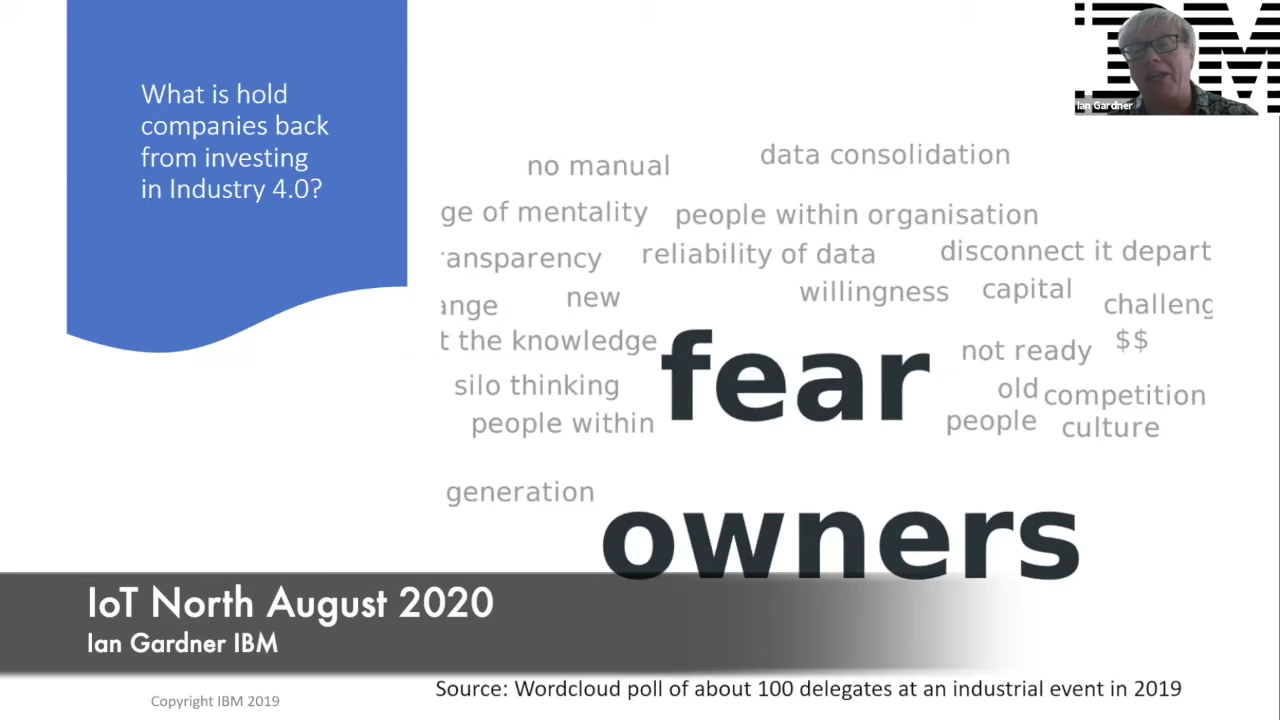 What is hold
companies back
from investing
in Industry 4.0?
IBM
Ian Gardner
no manual
data consolidation
ge of mentality
people within organisation
ransparency
reliability of data
disconnect it depart
ange
new
willingness
capital
challeng
t the knowledge
fear
not ready
$$
silo thinking
old
competition
people within
people
culture
generation
owners
IoT North August 2020
Ian Gardner IBM
Copyright IBM 2019
Source: Wordcloud poll of about 100 delegates at an industrial event in 2019